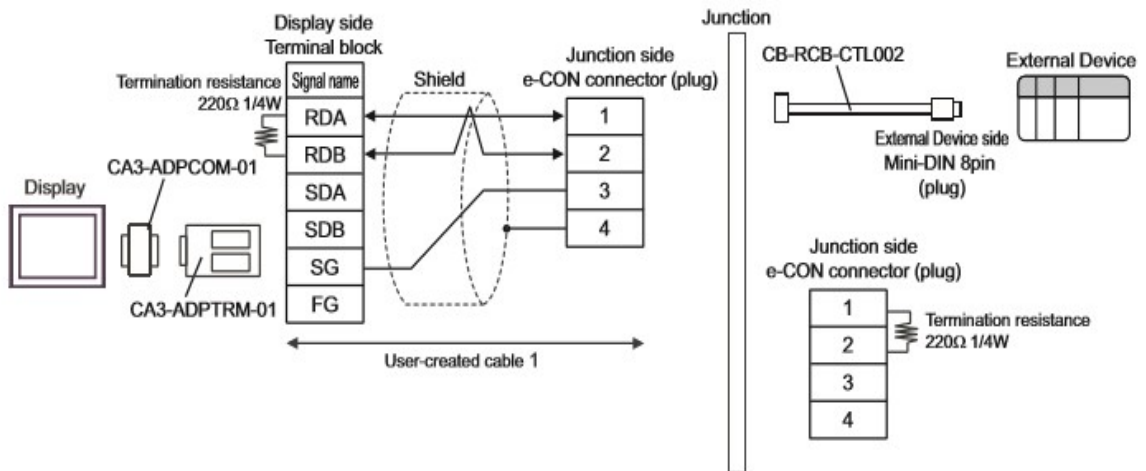 Junction
Display side
Terminal block
Junction side
e-CON connector (plug)
CB-RCB-CTL002
External Device
Termination resistance
220Ω 1/4W
Signal name
Shield
RDA
1
RDB
2
SDA
3
SDB
4
SG
FG
External Device side
Mini-DIN 8pin
(plug)
CA3-ADPCOM-01
Display
CA3-ADPTRM-01
User-created cable 1
Junction side
e-CON connector (plug)
1
2
3
4
Termination resistance
220Ω 1/4W